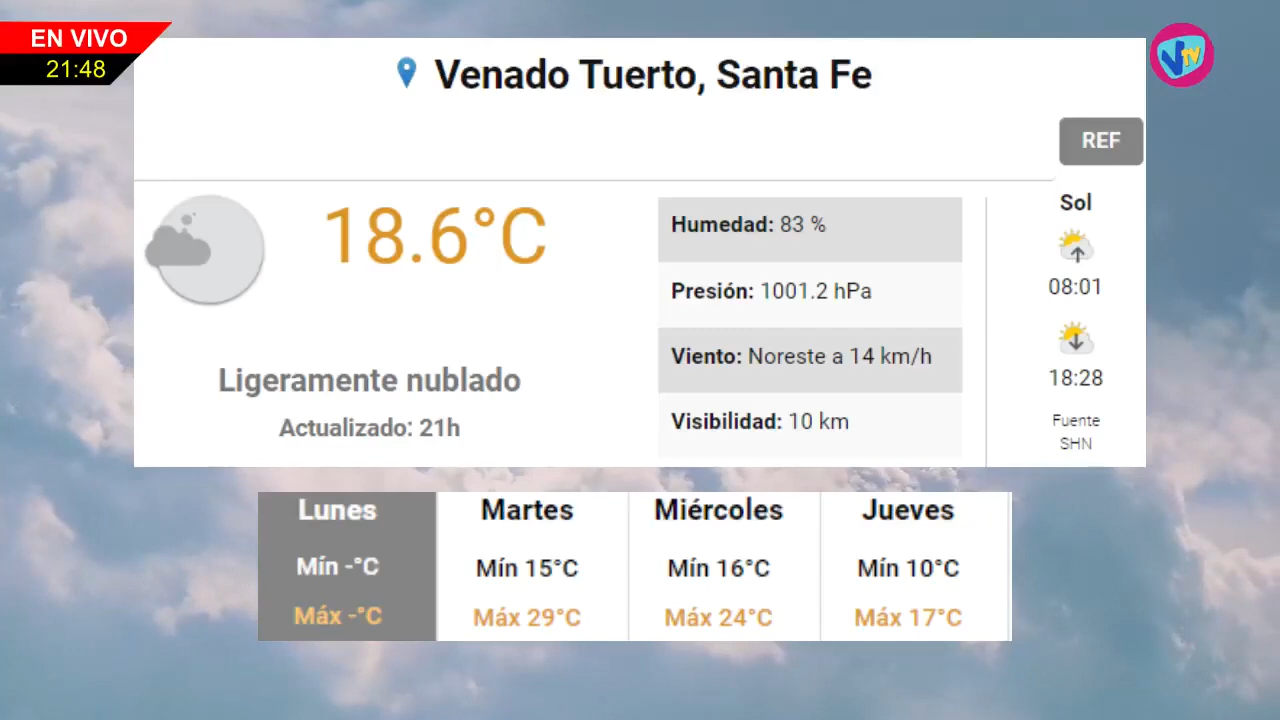 EN VIVO
21:48
VTV
Venado Tuerto, Santa Fe
REF
18.6°C
Ligeramente nublado
Actualizado: 21h
Humedad: 83 %
Presión: 1001.2 hPa
Viento: Noreste a 14 km/h
Visibilidad: 10 km
Sol
08:01
18:28
Fuente
SHN
Lunes Martes Miércoles Jueves
Mín -°C Mín 15°C Mín 16°C Mín 10°C
Máx -°C Máx 29°C Máx 24°C Máx 17°C